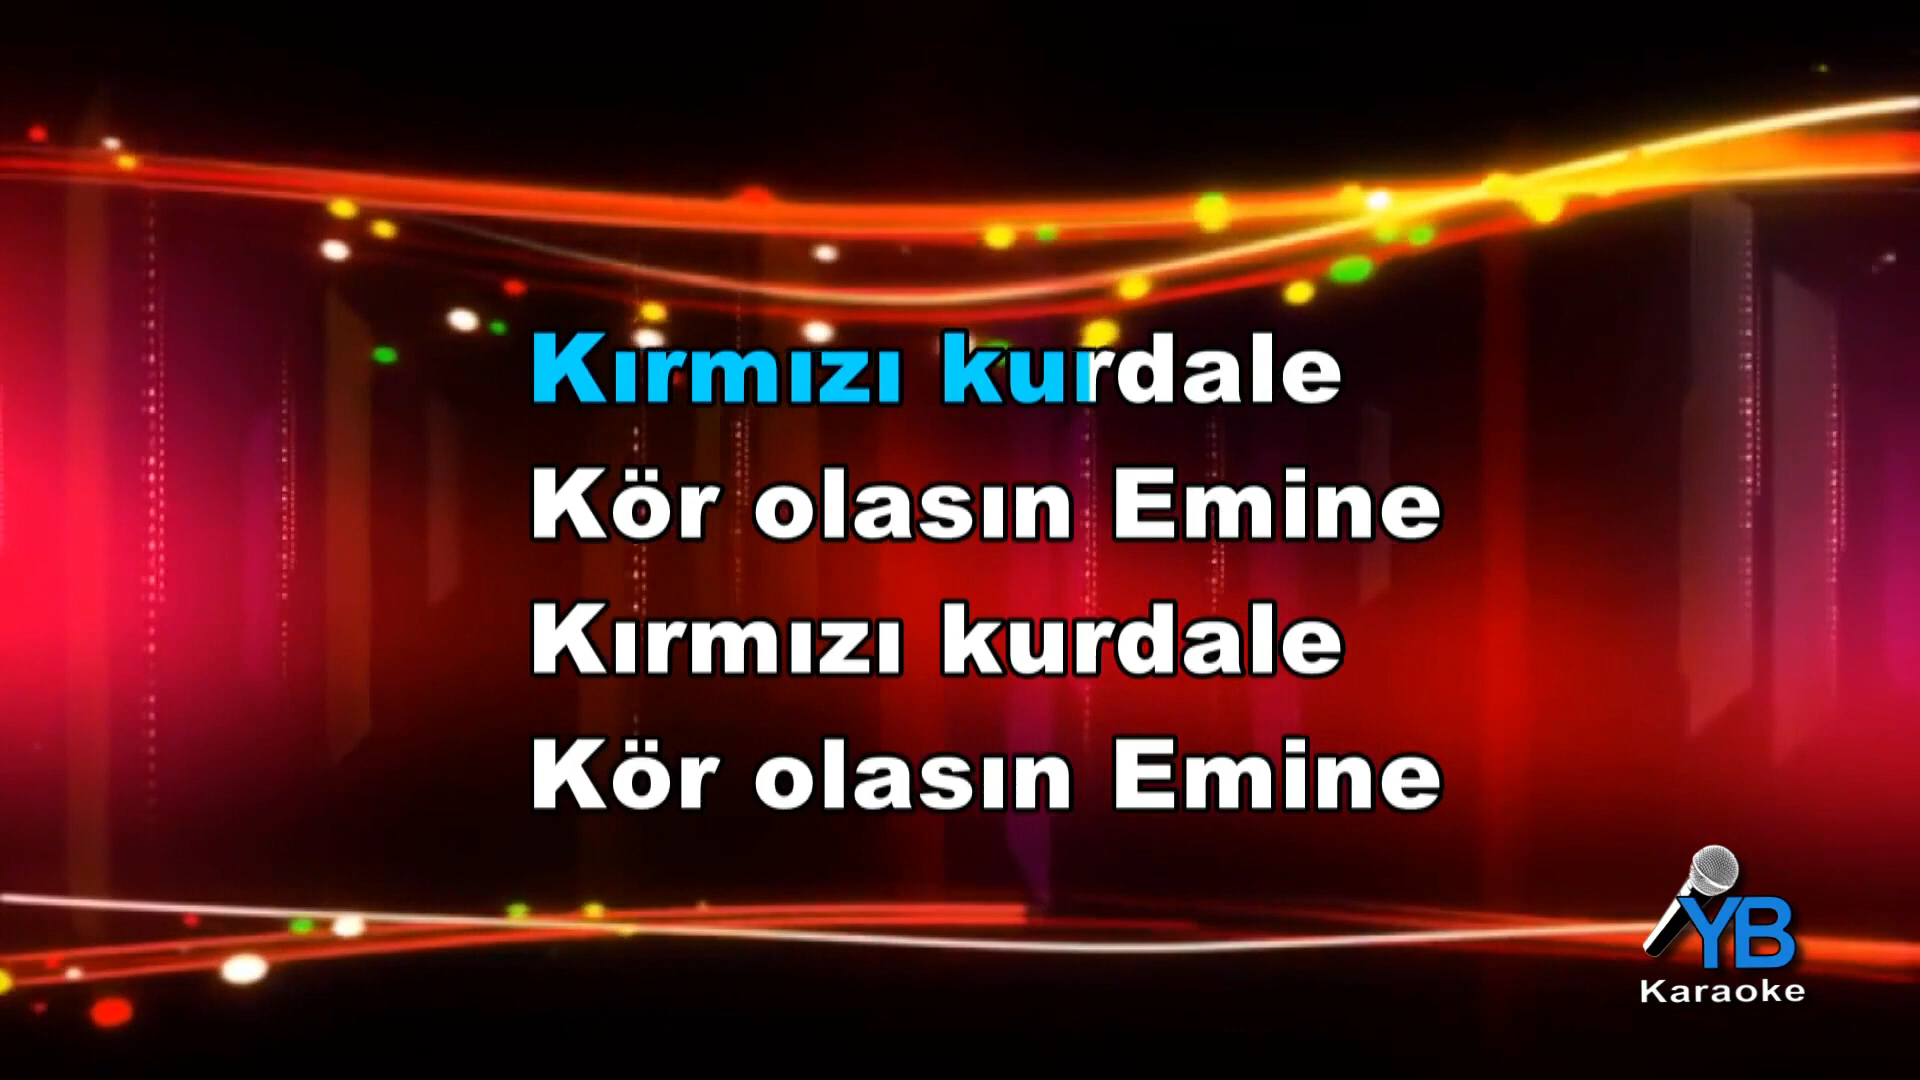 Kırmızı kurdale
Kör olasın Emine
Kırmızı kurdale
Kör olasın Emine
YB
Karaoke